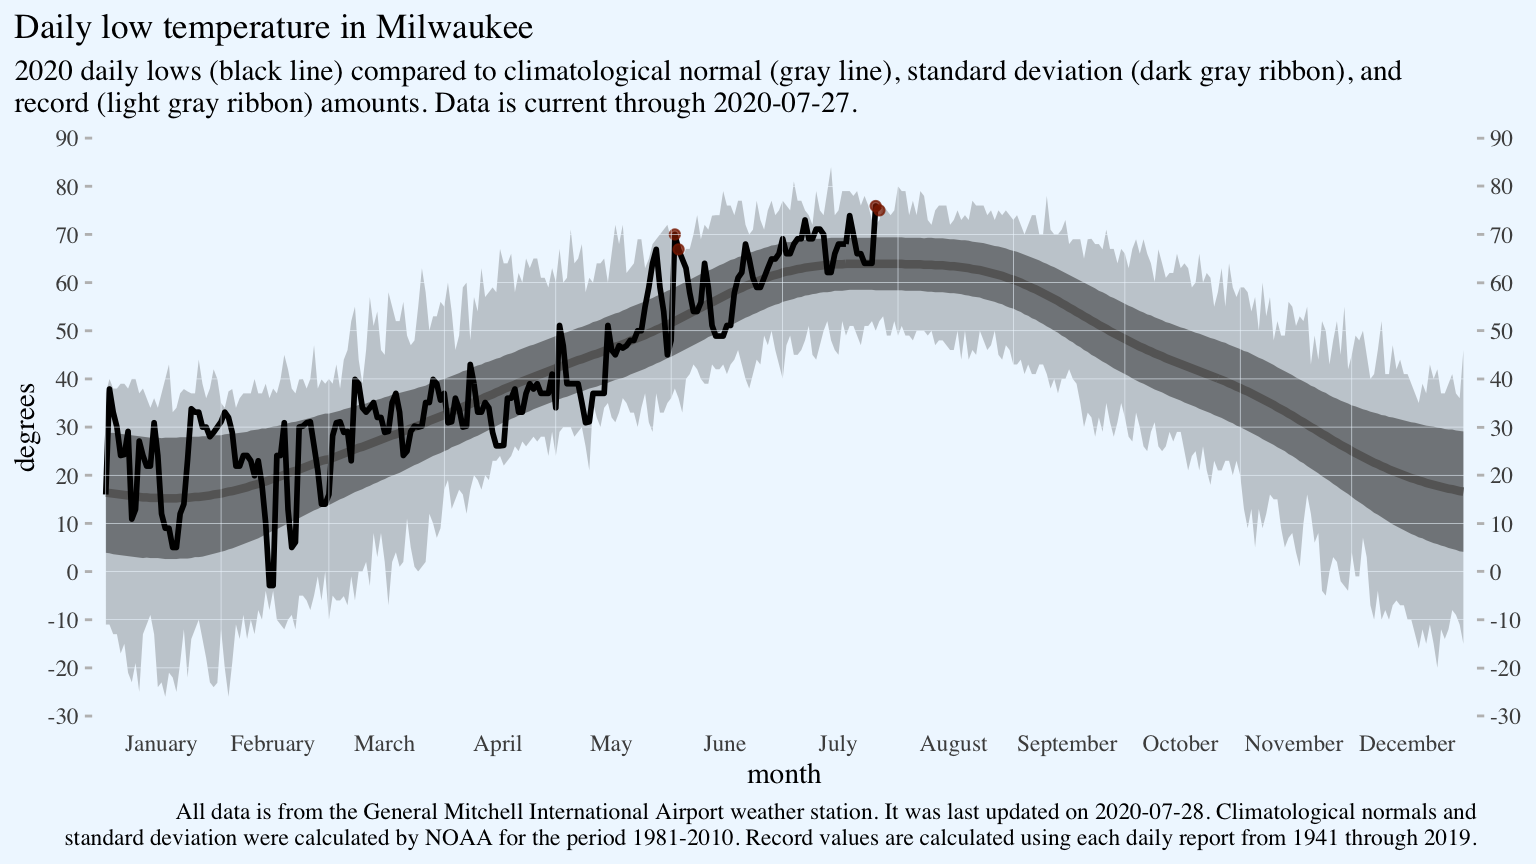 Daily low temperature in Milwaukee
2020 daily lows (black line) compared to climatological normal (gray line), standard deviation (dark gray ribbon), and
record (light gray ribbon) amounts. Data is current through 2020-07-27.
90 90
80 80
70 70
60 60
50 50
40 40
30 30
20 20
10 10
0 0
-10 -10
-20 -20
-30 -30
degrees
January February March April May June July August September October November December
month
All data is from the General Mitchell International Airport weather station. It was last updated on 2020-07-28. Climatological normals and
standard deviation were calculated by NOAA for the period 1981-2010. Record values are calculated using each daily report from 1941 through 2019.